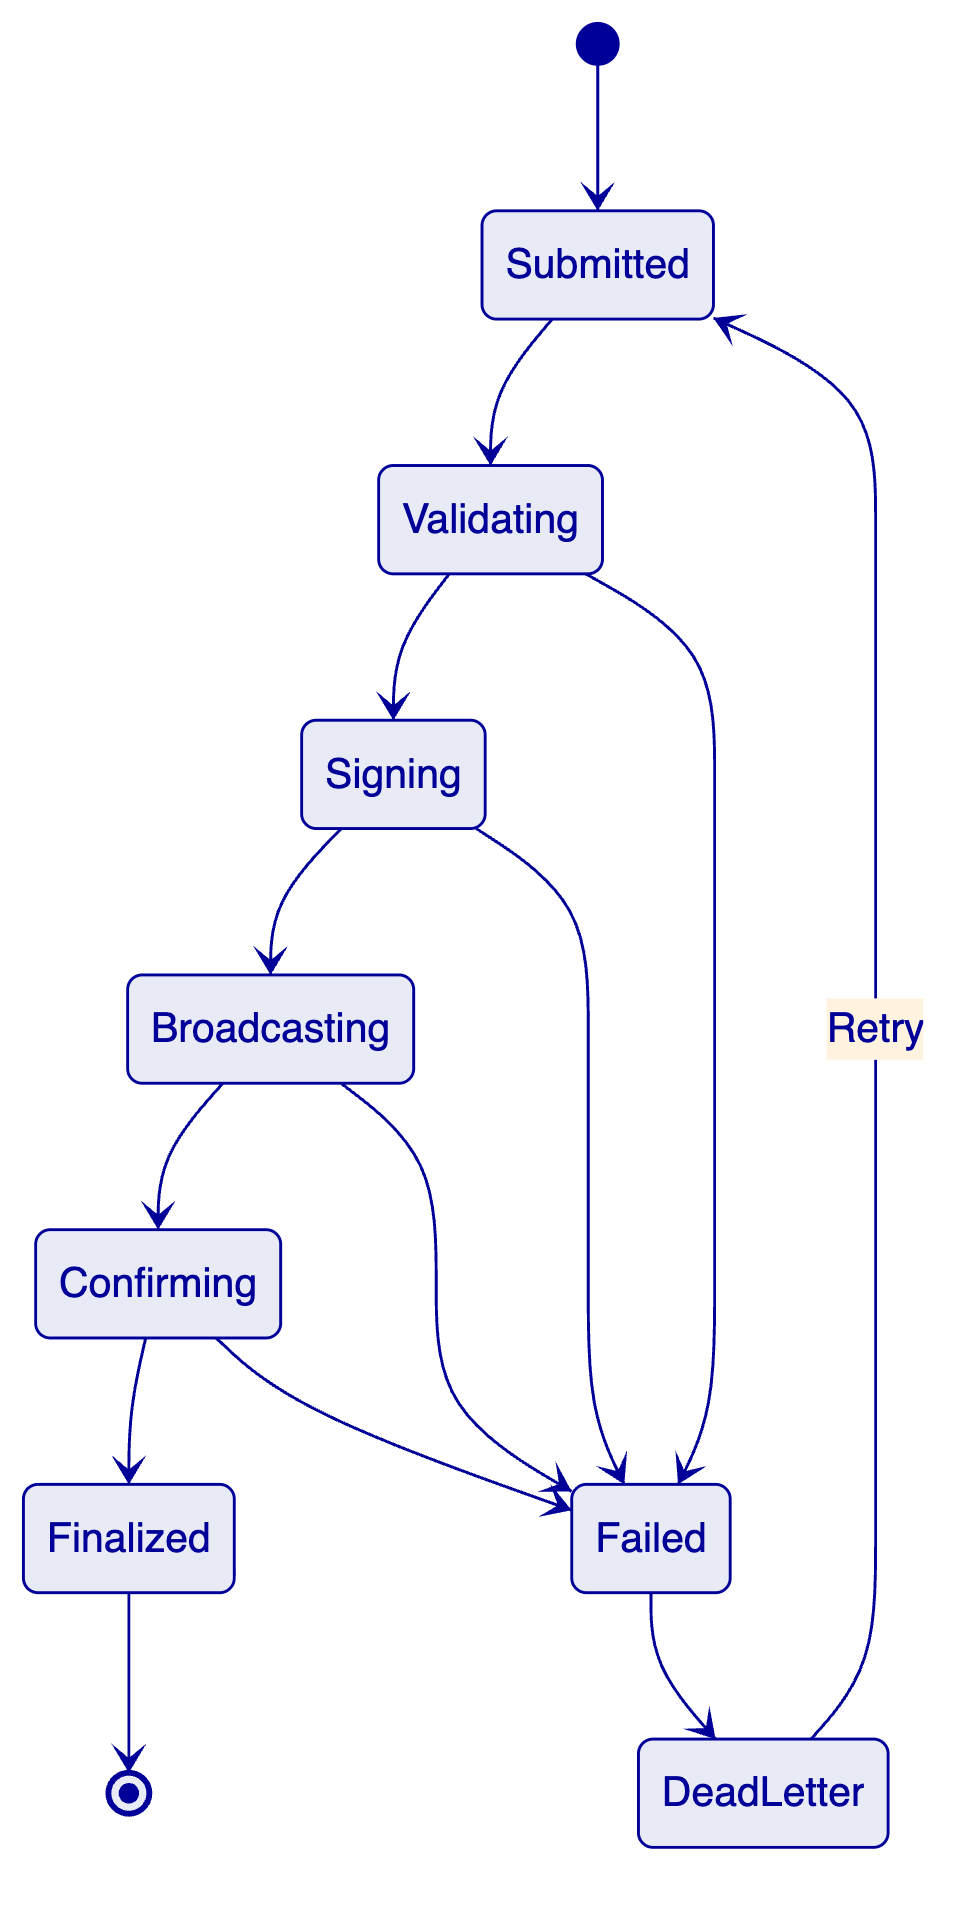 Submitted
Validating
Signing
Broadcasting
Retry
Confirming
Finalized
Failed
DeadLetter